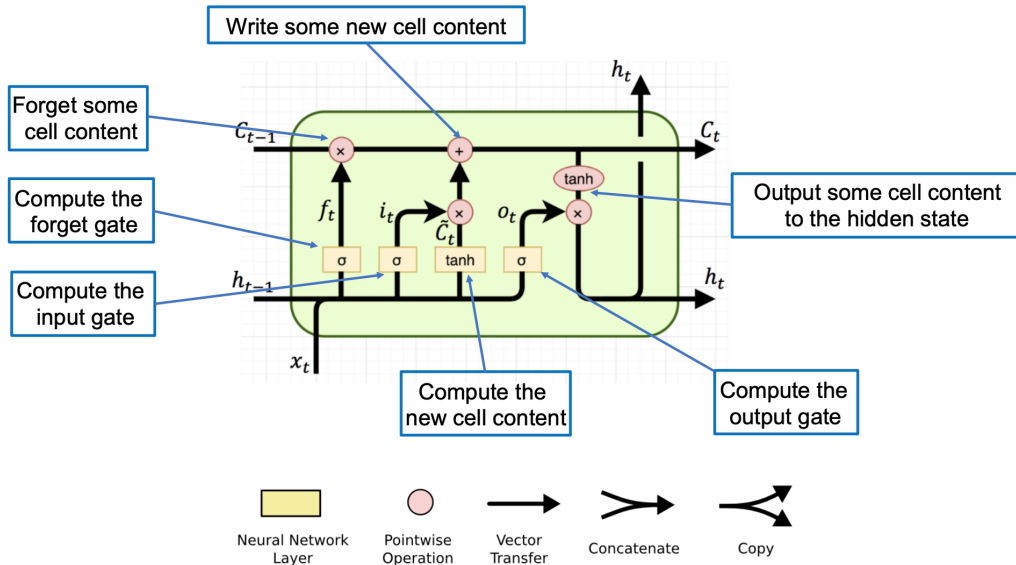 Write some new cell content
h_t
Forget some
cell content
C_{t-1}
C_t
×
+
tanh
Compute the
forget gate
f_t
i_t
×
o_t
×
Output some cell content
to the hidden state
C̃_t
σ
σ
tanh
σ
h_{t-1}
h_t
Compute the
input gate
x_t
Compute the
new cell content
Compute the
output gate
Neural Network
Layer
Pointwise
Operation
Vector
Transfer
Concatenate
Copy